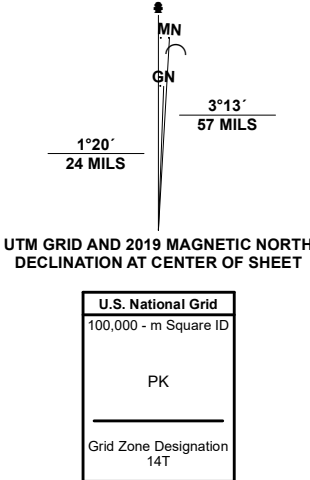 MN
GN
3°13´
57 MILS
1°20´
24 MILS
UTM GRID AND 2019 MAGNETIC NORTH
DECLINATION AT CENTER OF SHEET
U.S. National Grid
100,000 - m Square ID
PK
Grid Zone Designation
14T